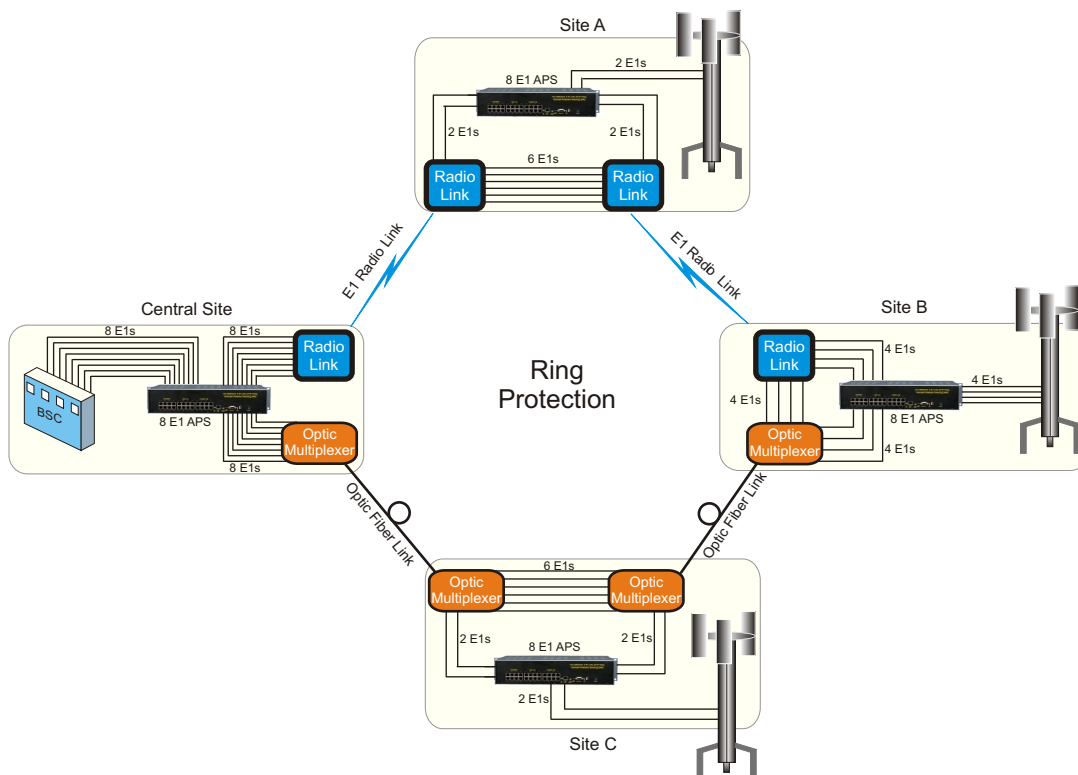 Site A
2 E1s
8 E1 APS
2 E1s
2 E1s
6 E1s
Radio
Link
Radio
Link
E1 Radio Link
E1 Radio Link
Central Site
8 E1s
8 E1s
Radio
Link
BSC
8 E1 APS
Optic
Multiplexer
8 E1s
Ring
Protection
Site B
Radio
Link
4 E1s
4 E1s
4 E1s
8 E1 APS
Optic
Multiplexer
4 E1s
Optic Fiber Link
Optic Fiber Link
Optic
Multiplexer
6 E1s
Optic
Multiplexer
2 E1s
2 E1s
8 E1 APS
2 E1s
Site C